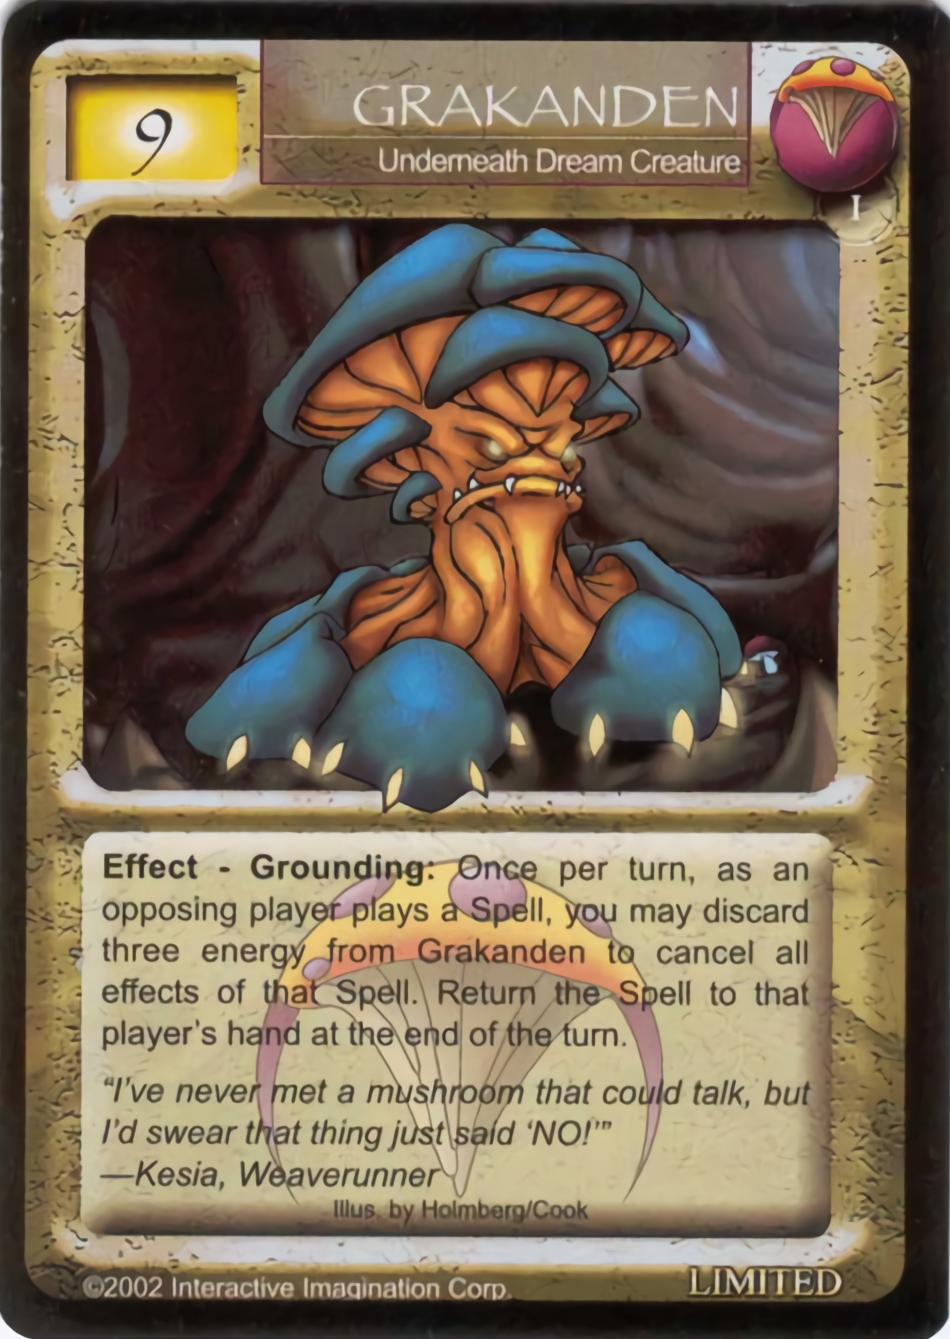 9
GRAKANDEN
Underneath Dream Creature
I
Effect - Grounding: Once per turn, as an
opposing player plays a Spell, you may discard
three energy from Grakanden to cancel all
effects of that Spell. Return the Spell to that
player's hand at the end of the turn.
"I've never met a mushroom that could talk, but
I'd swear that thing just said 'NO!'"
—Kesia, Weaverunner
Illus. by Holmberg/Cook
©2002 Interactive Imagination Corp.
LIMITED